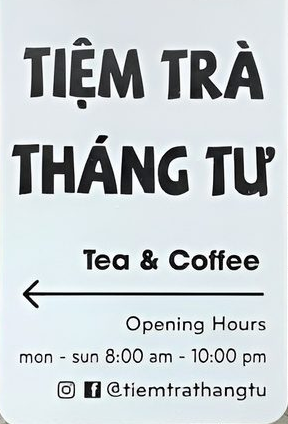 TIỆM TRÀ
THÁNG TƯ
Tea & Coffee
Opening Hours
mon - sun 8:00 am - 10:00 pm
@tiemtrathangtu